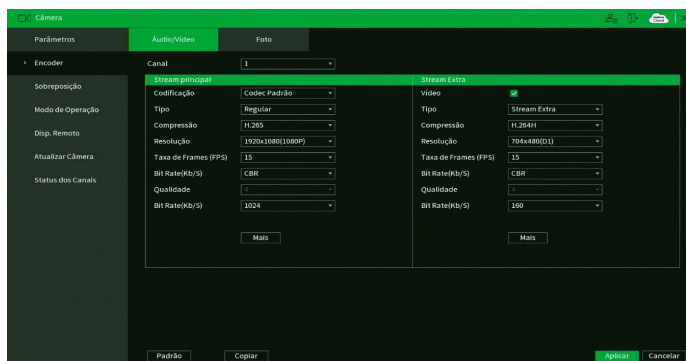 Câmera
Parâmetros
Áudio/Vídeo Foto
Encoder
Canal 1
Stream principal Stream Extra
Sobreposição
Codificação Codec Padrão Vídeo
Modo de Operação
Tipo Regular Tipo Stream Extra
Compressão H.265 Compressão H.264H
Disp. Remoto
Resolução 1920x1080(1080P) Resolução 704x480(D1)
Atualizar Câmera
Taxa de Frames (FPS) 15 Taxa de Frames (FPS) 15
Bit Rate(Kb/S) CBR Bit Rate(Kb/S) CBR
Status dos Canais
Qualidade 4 Qualidade 4
Bit Rate(Kb/S) 1024 Bit Rate(Kb/S) 160
Mais Mais
Padrão Copiar Aplicar Cancelar